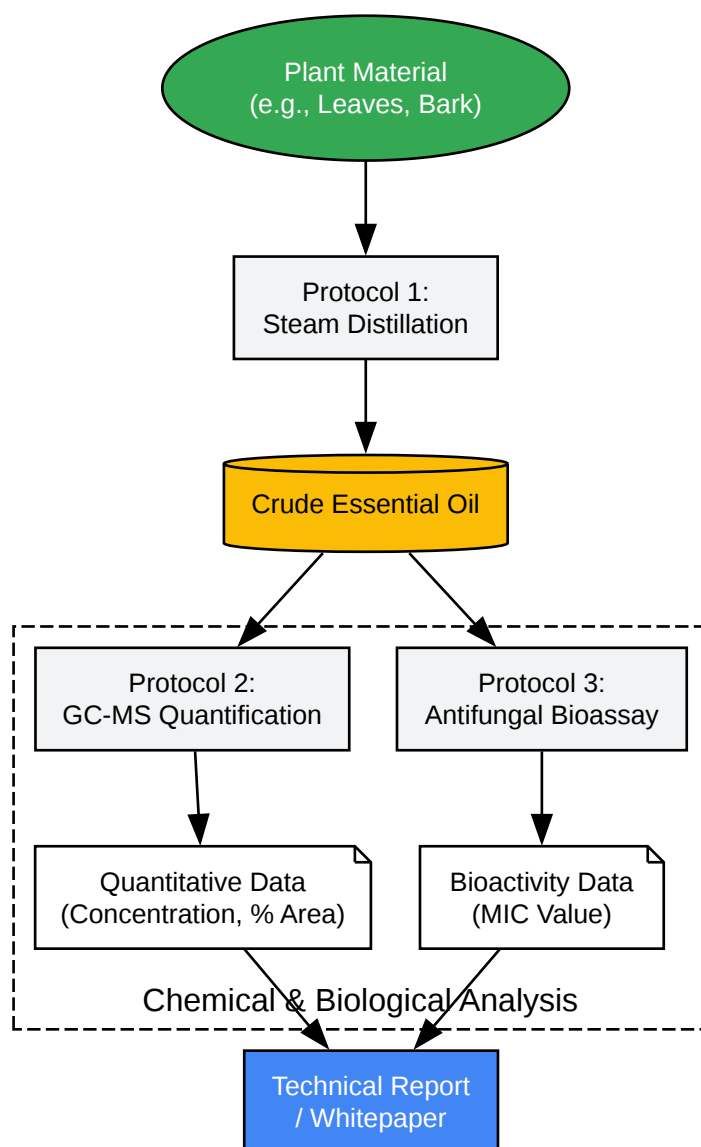 Plant Material
(e.g., Leaves, Bark)
Protocol 1:
Steam Distillation
Crude Essential Oil
Protocol 2:
GC-MS Quantification
Protocol 3:
Antifungal Bioassay
Quantitative Data
(Concentration, % Area)
Bioactivity Data
(MIC Value)
Chemical & Biological Analysis
Technical Report
/ Whitepaper